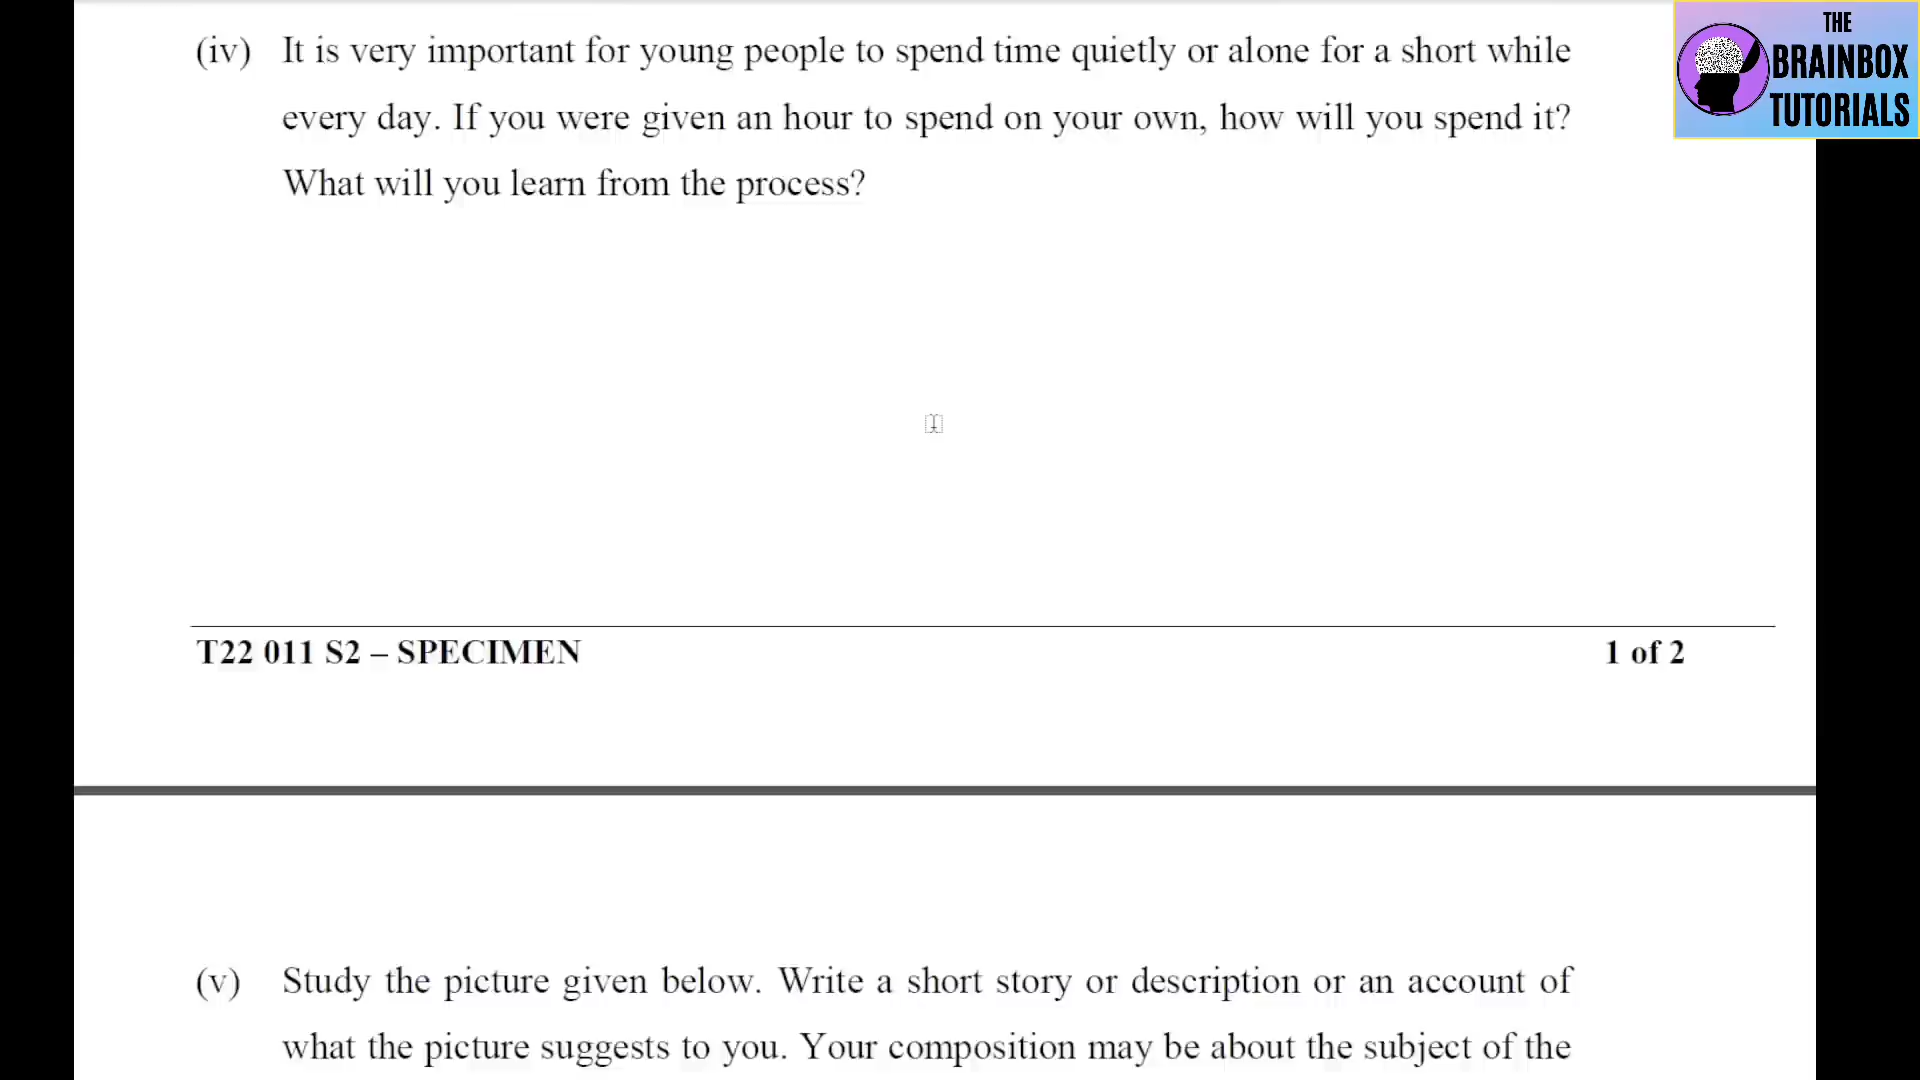 THE
BRAINBOX
TUTORIALS
(iv) It is very important for young people to spend time quietly or alone for a short while
every day. If you were given an hour to spend on your own, how will you spend it?
What will you learn from the process?
T22 011 S2 – SPECIMEN 1 of 2
(v) Study the picture given below. Write a short story or description or an account of
what the picture suggests to you. Your composition may be about the subject of the